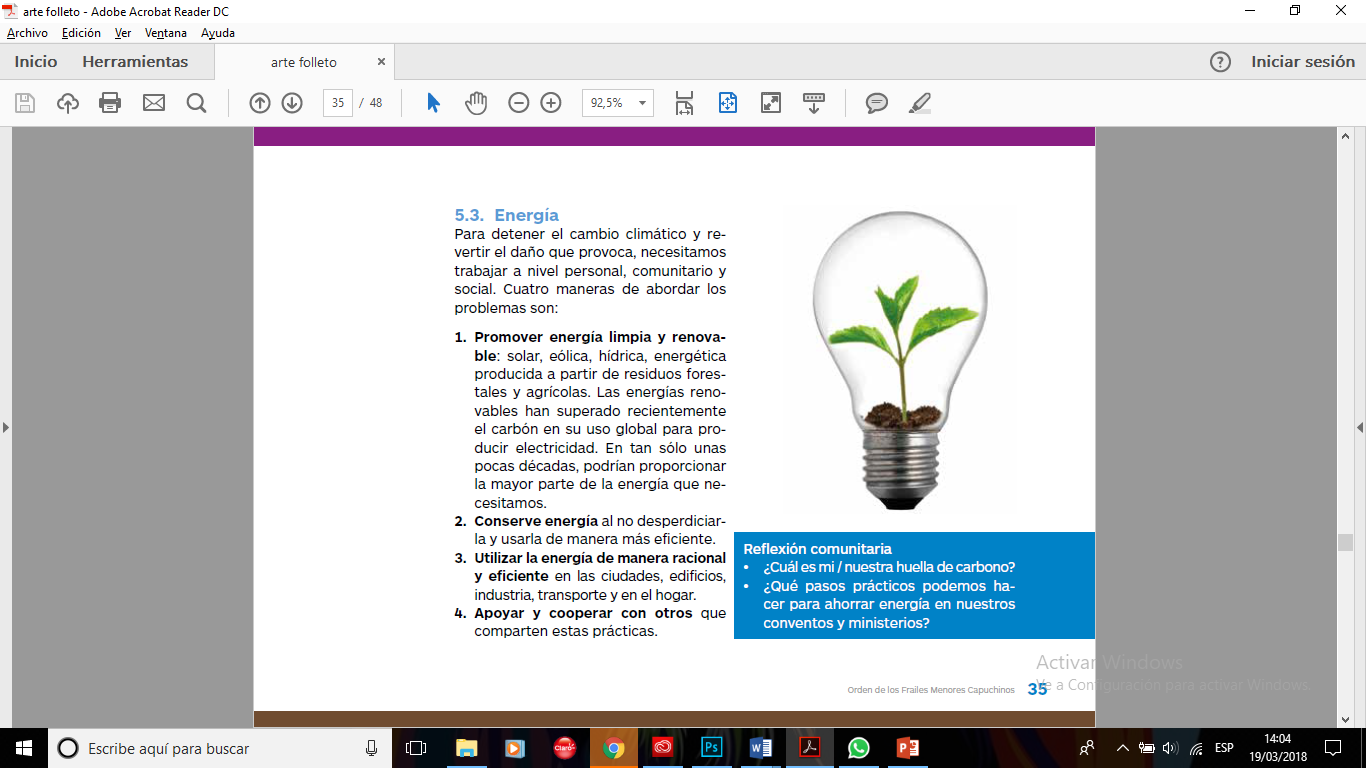 arte folleto - Adobe Acrobat Reader DC
Archivo Edición Ver Ventana Ayuda
Inicio Herramientas arte folleto × ? Iniciar sesión
35 / 48 92,5%
5.3. Energía
Para detener el cambio climático y re-
vertir el daño que provoca, necesitamos
trabajar a nivel personal, comunitario y
social. Cuatro maneras de abordar los
problemas son:
1. Promover energía limpia y renova-
ble: solar, eólica, hídrica, energética
producida a partir de residuos fores-
tales y agrícolas. Las energías reno-
vables han superado recientemente
el carbón en su uso global para pro-
ducir electricidad. En tan sólo unas
pocas décadas, podrían proporcionar
la mayor parte de la energía que ne-
cesitamos.
2. Conserve energía al no desperdiciar-
la y usarla de manera más eficiente.
3. Utilizar la energía de manera racional
y eficiente en las ciudades, edificios,
industria, transporte y en el hogar.
4. Apoyar y cooperar con otros que
comparten estas prácticas.
Reflexión comunitaria
• ¿Cuál es mi / nuestra huella de carbono?
• ¿Qué pasos prácticos podemos ha-
cer para ahorrar energía en nuestros
conventos y ministerios?
Activar Windows
Ve a Configuración para activar Windows.
Orden de los Frailes Menores Capuchinos 35
Escribe aquí para buscar
Claro
Ps
ESP
14:04
19/03/2018